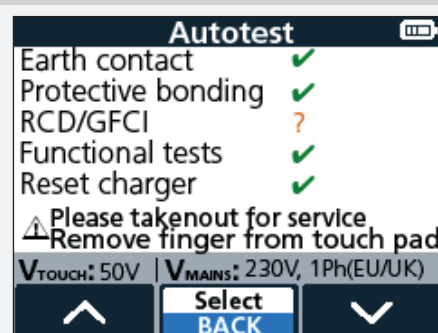 Autotest
Earth contact ✔
Protective bonding ✔
RCD/GFCI ?
Functional tests ✔
Reset charger ✔
⚠Please takenout for service
Remove finger from touch pad
VTOUCH: 50V | VMAINS: 230V, 1Ph(EU/UK)
Select
BACK